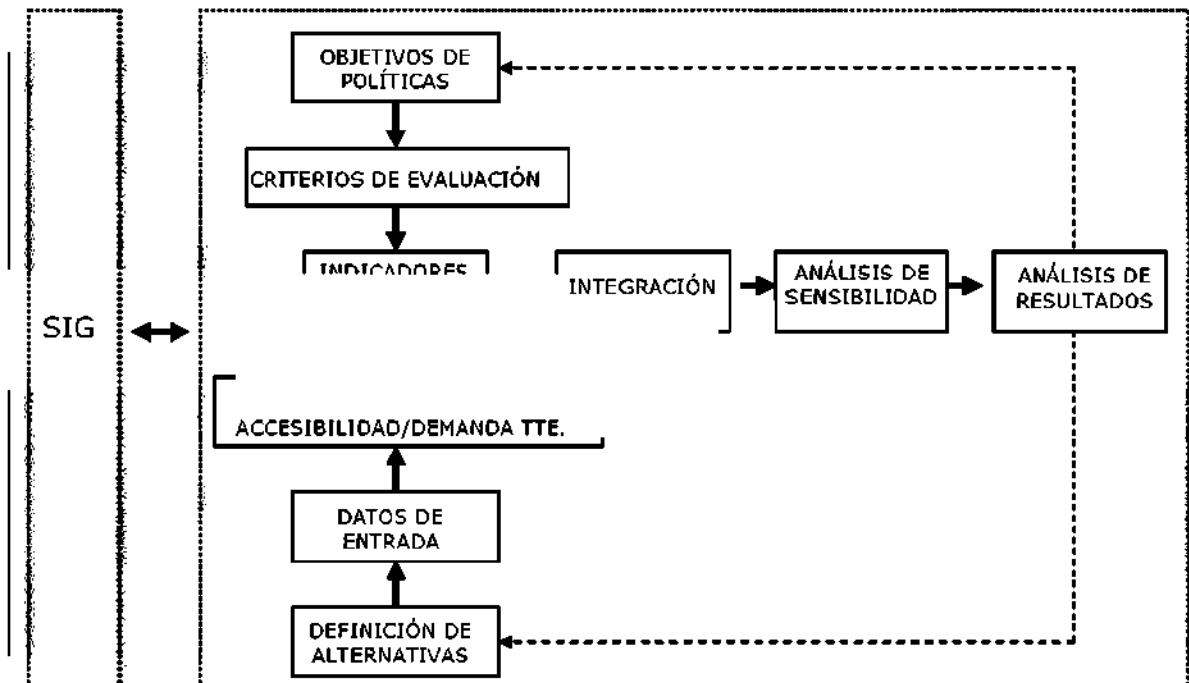 OBJETIVOS DE
POLÍTICAS
CRITERIOS DE EVALUACIÓN
INDICADORES
INTEGRACIÓN
ANÁLISIS DE
SENSIBILIDAD
ANÁLISIS DE
RESULTADOS
SIG
ACCESIBILIDAD/DEMANDA TTE.
DATOS DE
ENTRADA
DEFINICIÓN DE
ALTERNATIVAS